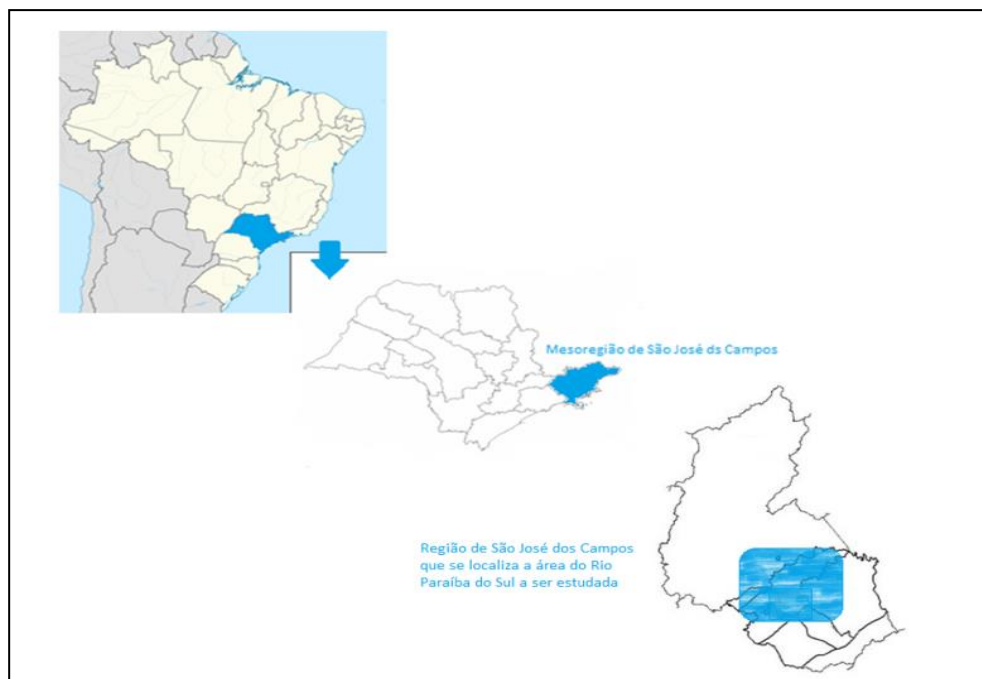 Mesoregião de São José ds Campos
Região de São José dos Campos
que se localiza a área do Rio
Paraíba do Sul a ser estudada